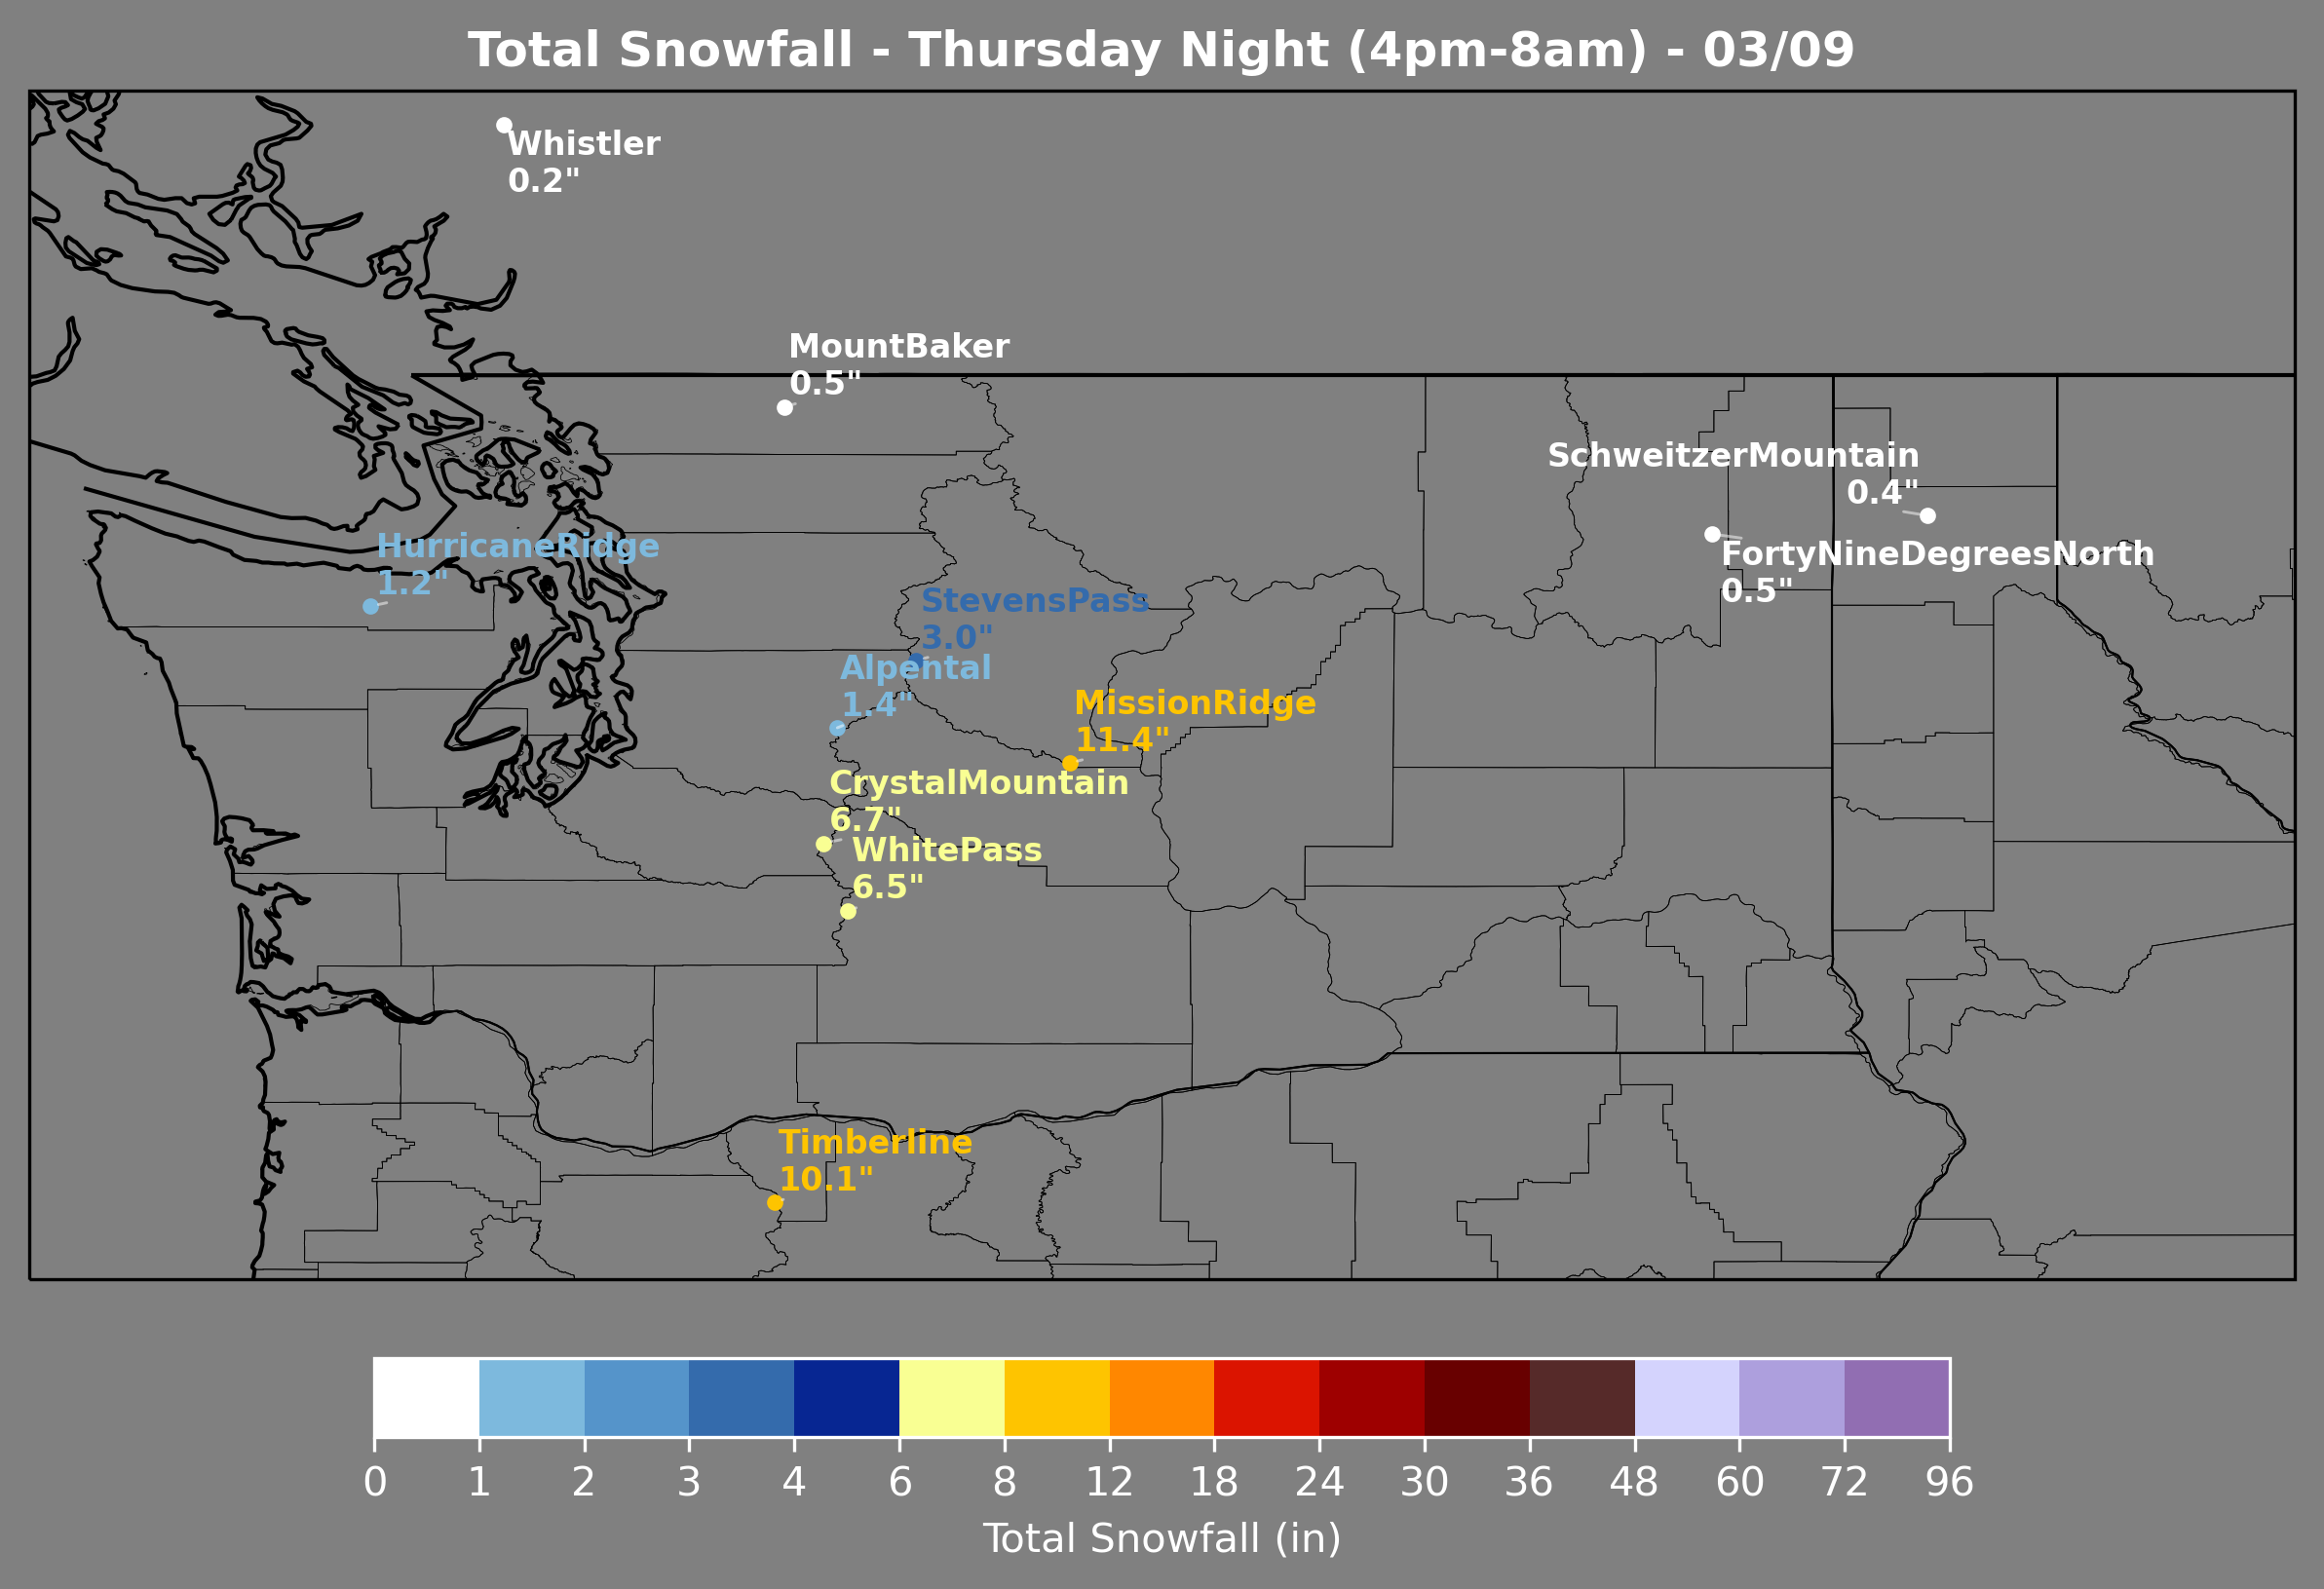 Total Snowfall - Thursday Night (4pm-8am) - 03/09
Whistler
0.2"
MountBaker
0.5"
SchweitzerMountain
0.4"
FortyNineDegreesNorth
0.5"
HurricaneRidge
1.2"
StevensPass
3.0"
Alpental
1.4"
MissionRidge
11.4"
CrystalMountain
6.7"
WhitePass
6.5"
Timberline
10.1"
0 1 2 3 4 6 8 12 18 24 30 36 48 60 72 96
Total Snowfall (in)